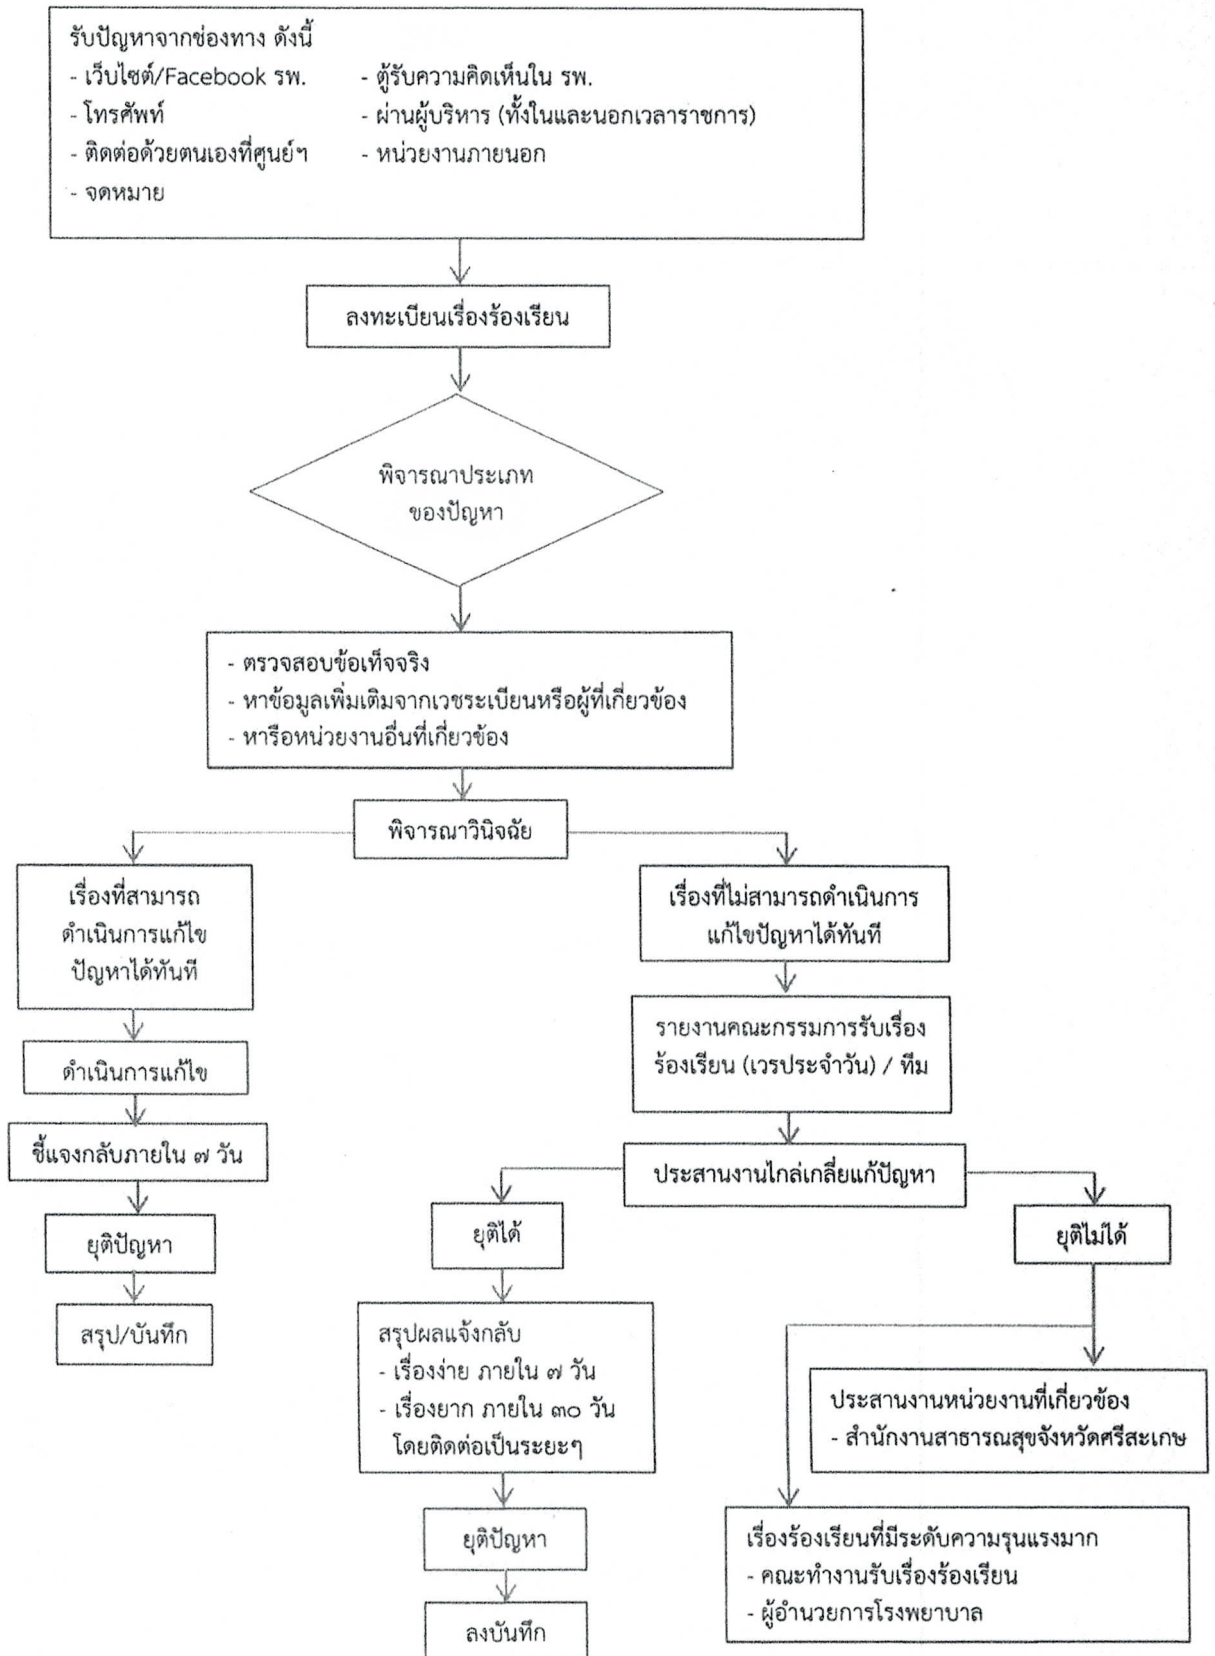 รับปัญหาจากช่องทาง ดังนี้
- เว็บไซต์/Facebook รพ. - ตู้รับความคิดเห็นใน รพ.
- โทรศัพท์ - ผ่านผู้บริหาร (ทั้งในและนอกเวลาราชการ)
- ติดต่อด้วยตนเองที่ศูนย์ฯ - หน่วยงานภายนอก
- จดหมาย
ลงทะเบียนเรื่องร้องเรียน
พิจารณาประเภท
ของปัญหา
- ตรวจสอบข้อเท็จจริง
- หาข้อมูลเพิ่มเติมจากเวชระเบียนหรือผู้ที่เกี่ยวข้อง
- หารือหน่วยงานอื่นที่เกี่ยวข้อง
พิจารณาวินิจฉัย
เรื่องที่สามารถ
ดำเนินการแก้ไข
ปัญหาได้ทันที
ดำเนินการแก้ไข
ชี้แจงกลับภายใน ๗ วัน
ยุติปัญหา
สรุป/บันทึก
เรื่องที่ไม่สามารถดำเนินการ
แก้ไขปัญหาได้ทันที
รายงานคณะกรรมการรับเรื่อง
ร้องเรียน (เวรประจำวัน) / ทีม
ประสานงานไกล่เกลี่ยแก้ปัญหา
ยุติได้
สรุปผลแจ้งกลับ
- เรื่องง่าย ภายใน ๗ วัน
- เรื่องยาก ภายใน ๓๐ วัน
โดยติดต่อเป็นระยะๆ
ยุติปัญหา
ลงบันทึก
ยุติไม่ได้
ประสานงานหน่วยงานที่เกี่ยวข้อง
- สำนักงานสาธารณสุขจังหวัดศรีสะเกษ
เรื่องร้องเรียนที่มีระดับความรุนแรงมาก
- คณะทำงานรับเรื่องร้องเรียน
- ผู้อำนวยการโรงพยาบาล